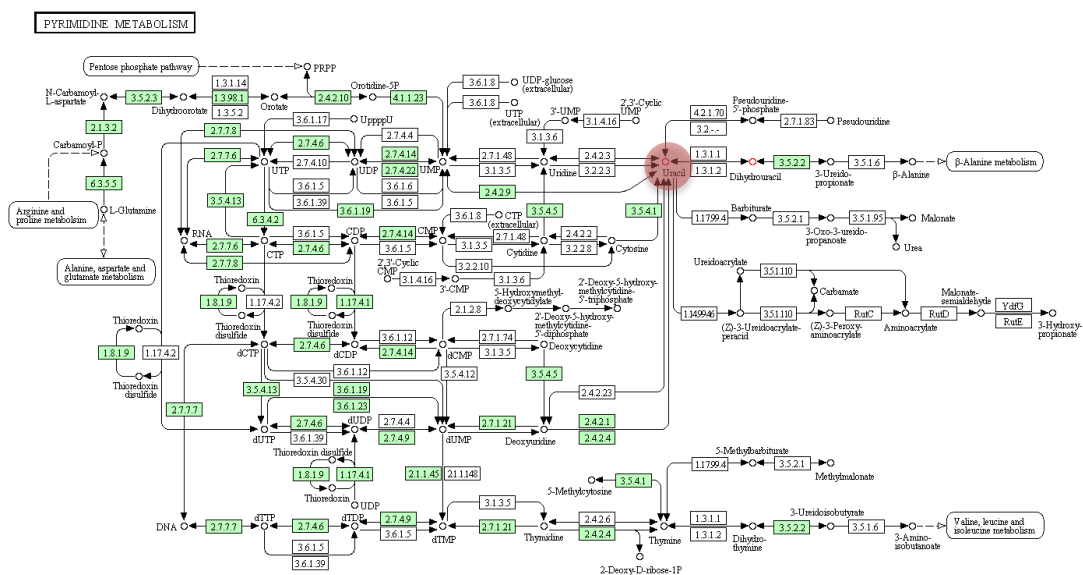 PYRIMIDINE METABOLISM
Pentose phosphate pathway
PRPP
N-Carbamoyl-
L-aspartate
3.5.2.3
Dihydroorotate
1.3.1.14
1.3.98.1
1.3.5.2
Orotate
2.4.2.10
Orotidine-5P
4.1.1.23
3.6.1.8
UDP-glucose
(extracellular)
3.6.1.8
UTP
(extracellular)
3'-UMP
3.1.4.16
2',3'-Cyclic
UMP
3.1.3.6
4.2.1.70
3.2.-.-
Pseudouridine-
5'-phosphate
2.7.1.83
Pseudouridine
2.1.3.2
Carbamoyl-P
6.3.5.5
L-Glutamine
Arginine and
proline metabolsim
Alanine, aspartate and
glutamate metabolism
2.7.7.8
3.6.1.17
UppppU
2.7.4.6
2.7.4.4
2.7.7.6
UTP
2.7.4.10
UDP
2.7.4.14
2.7.4.22
UMP
2.7.1.48
3.1.3.5
Uridine
2.4.2.3
3.2.2.3
Uracil
1.3.1.1
1.3.1.2
Dihydrouracil
3.5.2.2
3-Ureido-
propionate
3.5.1.6
β-Alanine
β-Alanine metabolism
3.6.1.5
3.6.1.39
3.6.1.6
3.6.1.5
2.4.2.9
3.5.4.13
6.3.4.2
3.6.1.19
3.5.4.5
3.5.4.1
1.1.99.4
Barbiturate
3.5.2.1
3-Oxo-3-ureido-
propanoate
3.5.1.95
Malonate
Urea
RNA
2.7.7.6
CTP
3.6.1.5
2.7.4.6
CDP
2.7.4.14
3.6.1.5
CMP
3.6.1.8
CTP
(extracellular)
2.7.1.48
3.1.3.5
Cytidine
2.4.2.2
3.2.2.8
Cytosine
2.7.7.8
3.2.2.10
2',3'-Cyclic
CMP
3.1.4.16
3'-CMP
3.1.3.6
Thioredoxin
1.8.1.9
1.17.4.2
Thioredoxin
disulfide
Thioredoxin
1.8.1.9
1.17.4.1
Thioredoxin
disulfide
5-Hydroxymethyl-
deoxycytidylate
2.1.2.8
2'-Deoxy-5-hydroxy-
methylcytidine-
5'-diphosphate
2'-Deoxy-5-hydroxy-
methylcytidine-
5'-triphosphate
Ureidoacrylate
3.5.1.110
Carbamate
1.14.99.46
(Z)-3-Ureidoacrylate-
peracid
3.5.1.110
(Z)-3-Peroxy-
aminoacrylate
RutC
Aminoacrylate
RutD
Malonate-
semialdehyde
YdfG
RutE
3-Hydroxy-
propionate
Thioredoxin
1.8.1.9
1.17.4.2
Thioredoxin
disulfide
dCTP
2.7.4.6
dCDP
3.6.1.12
2.7.4.14
dCMP
2.7.1.74
3.1.3.5
Deoxycytidine
3.6.1.12
3.5.4.30
3.5.4.12
3.5.4.5
3.5.4.13
3.6.1.19
3.6.1.23
2.4.2.23
2.7.7.7
dUTP
2.7.4.6
3.6.1.39
dUDP
2.7.4.4
2.7.4.9
dUMP
2.7.1.21
Deoxyuridine
2.4.2.1
2.4.2.4
Thioredoxin disulfide
1.8.1.9
1.17.4.1
Thioredoxin
UDP
2.1.1.45
2.1.1.148
5-Methylcytosine
3.5.4.1
1.1.99.4
5-Methylbarbiturate
3.5.2.1
Methylmalonate
DNA
2.7.7.7
dTTP
2.7.4.6
3.6.1.5
3.6.1.39
dTDP
2.7.4.9
3.6.1.5
dTMP
3.1.3.5
2.7.1.21
Thymidine
2.4.2.6
2.4.2.4
2-Deoxy-D-ribose-1P
Thymine
1.3.1.1
1.3.1.2
Dihydro-
thymine
3.5.2.2
3-Ureidoisobutyrate
3.5.1.6
3-Amino-
isobutanoate
Valine, leucine and
isoleucine metabolism